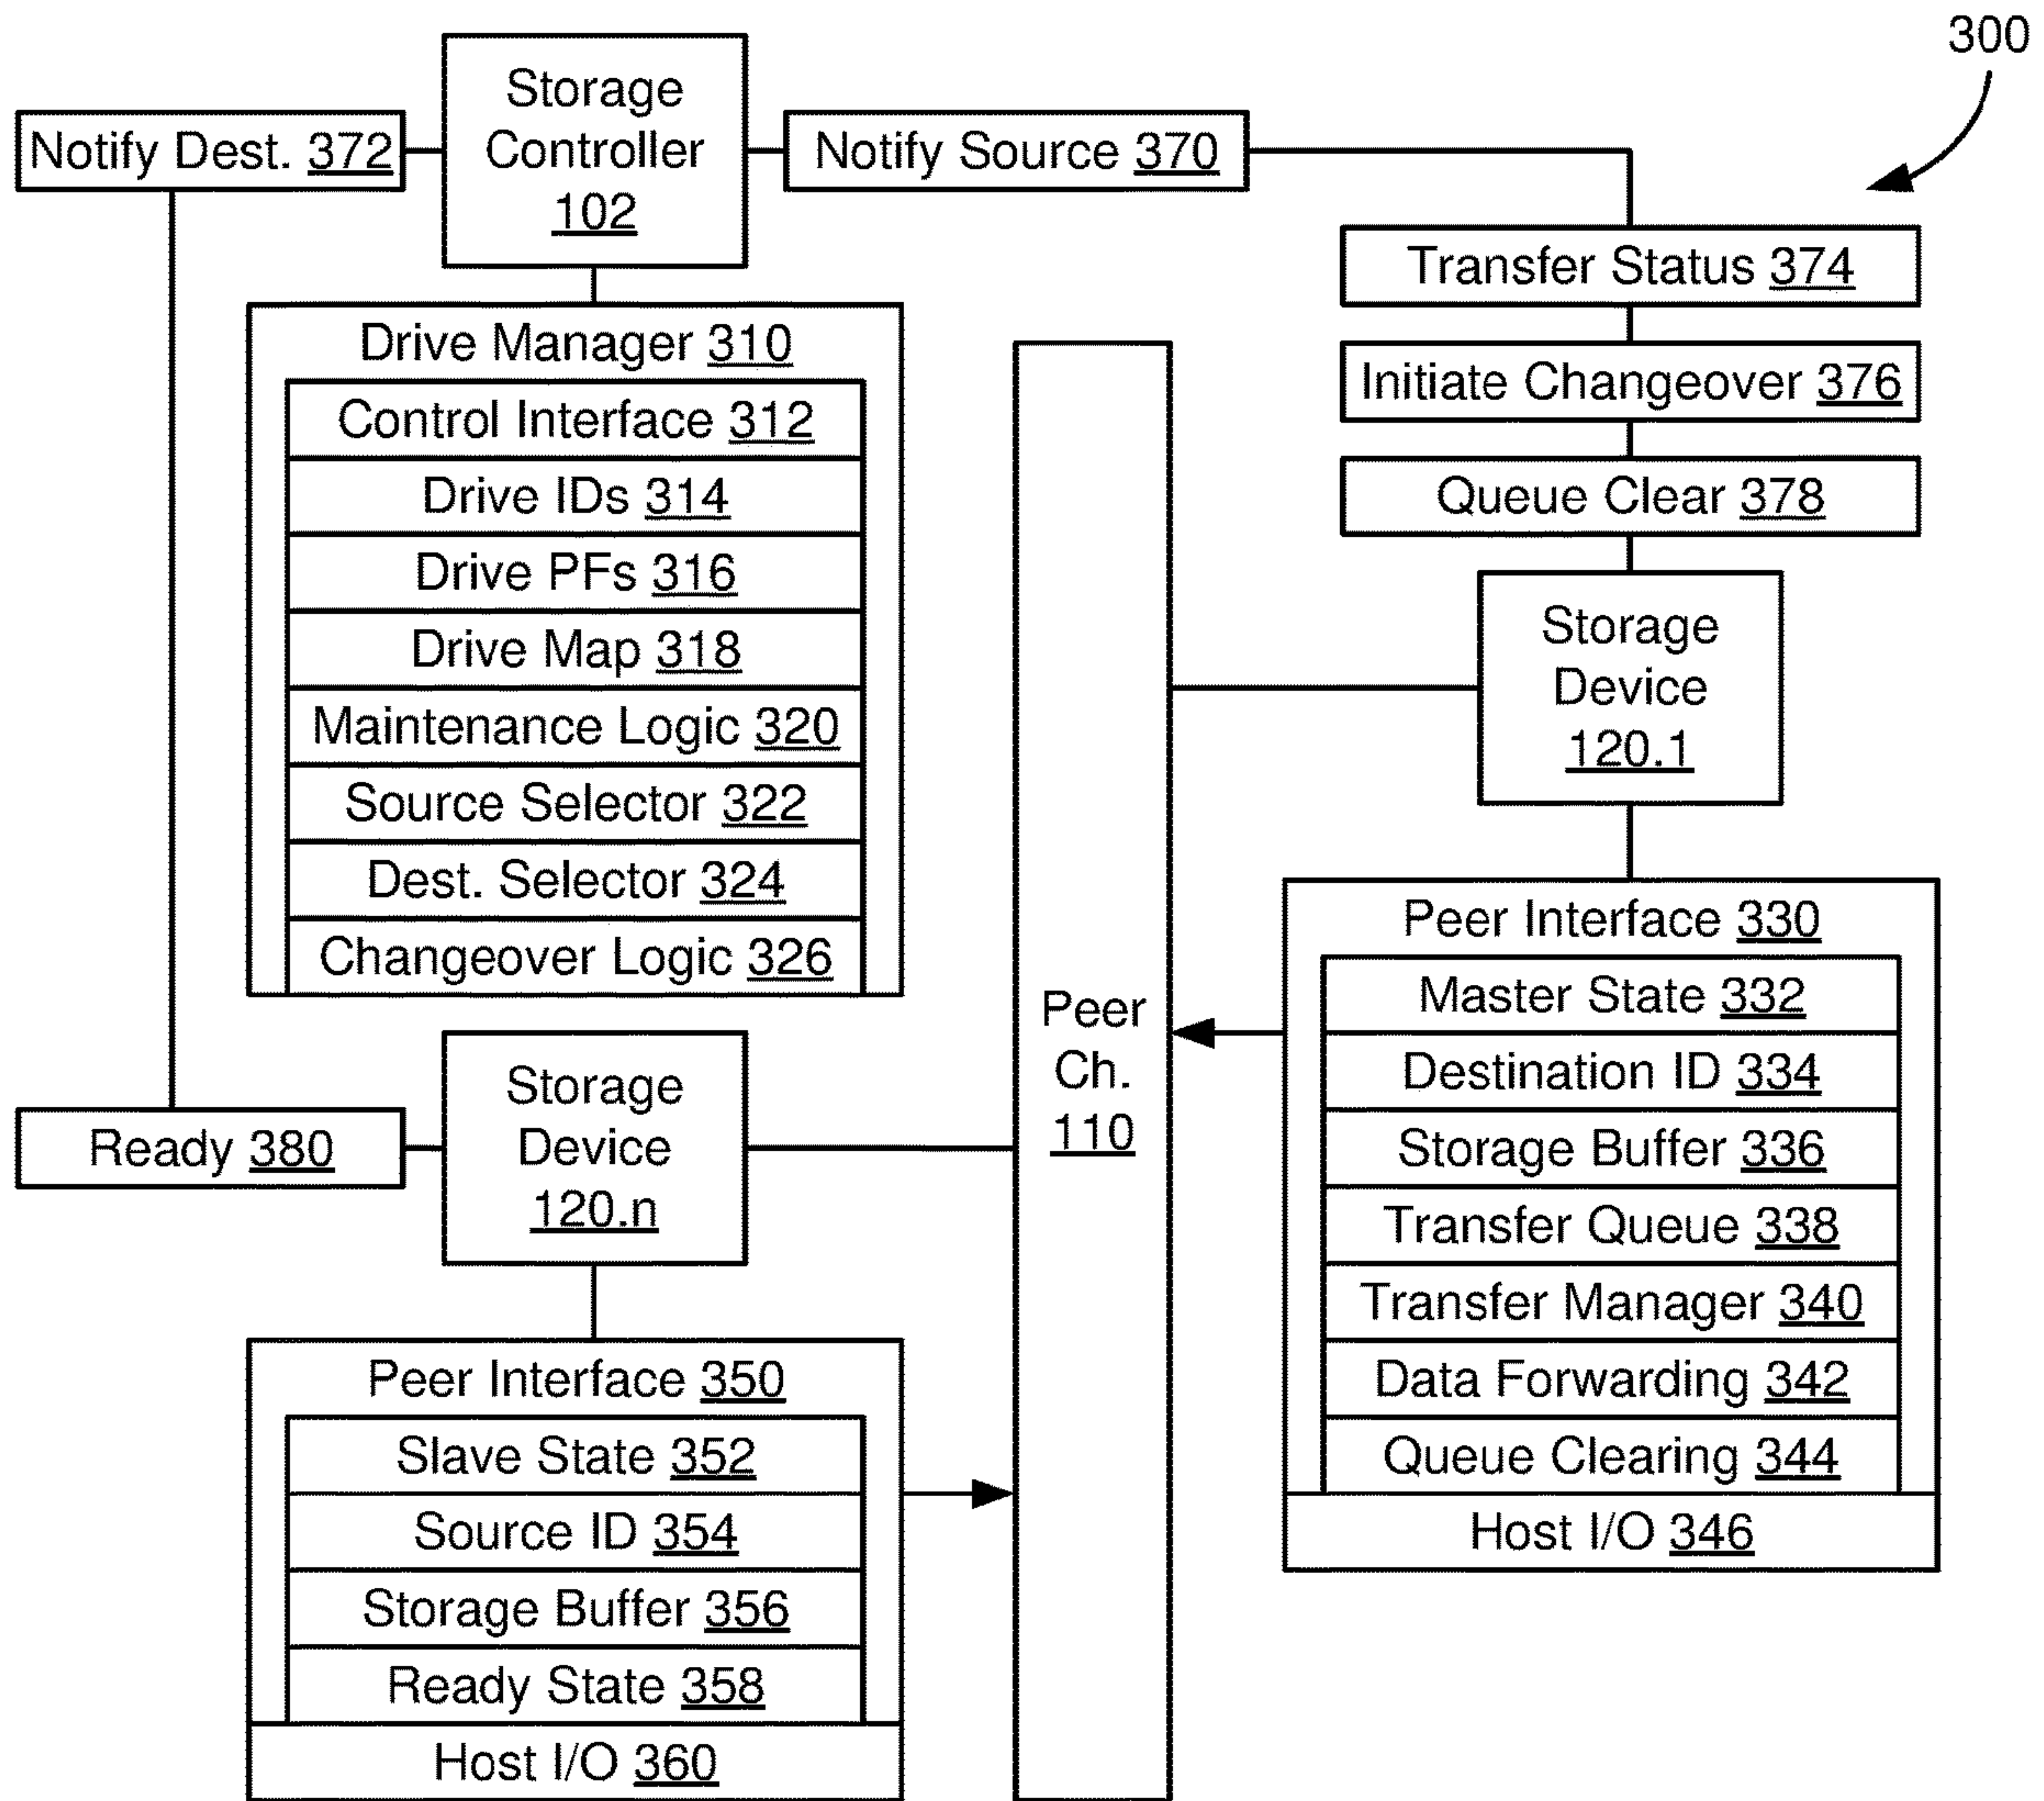 300
Storage
Controller
102
Notify Dest. 372
Notify Source 370
Transfer Status 374
Initiate Changeover 376
Queue Clear 378
Drive Manager 310
Control Interface 312
Drive IDs 314
Drive PFs 316
Drive Map 318
Maintenance Logic 320
Source Selector 322
Dest. Selector 324
Changeover Logic 326
Storage
Device
120.1
Peer
Ch.
110
Peer Interface 330
Master State 332
Destination ID 334
Storage Buffer 336
Transfer Queue 338
Transfer Manager 340
Data Forwarding 342
Queue Clearing 344
Host I/O 346
Ready 380
Storage
Device
120.n
Peer Interface 350
Slave State 352
Source ID 354
Storage Buffer 356
Ready State 358
Host I/O 360